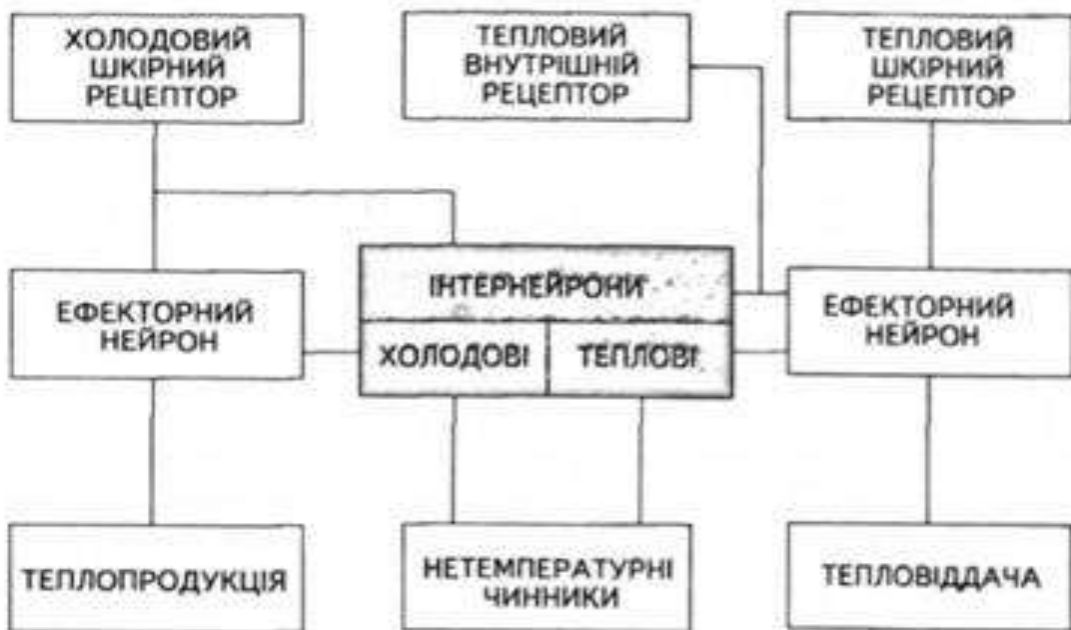 ХОЛОДОВИЙ
ШКІРНИЙ
РЕЦЕПТОР
ТЕПЛОВИЙ
ВНУТРІШНІЙ
РЕЦЕПТОР
ТЕПЛОВИЙ
ШКІРНИЙ
РЕЦЕПТОР
ЕФЕКТОРНИЙ
НЕЙРОН
ІНТЕРНЕЙРОНИ
ХОЛОДОВІ
ТЕПЛОВІ
ЕФЕКТОРНИЙ
НЕЙРОН
ТЕПЛОПРОДУКЦІЯ
НЕТЕМПЕРАТУРНІ
ЧИННИКИ
ТЕПЛОВІДДАЧА